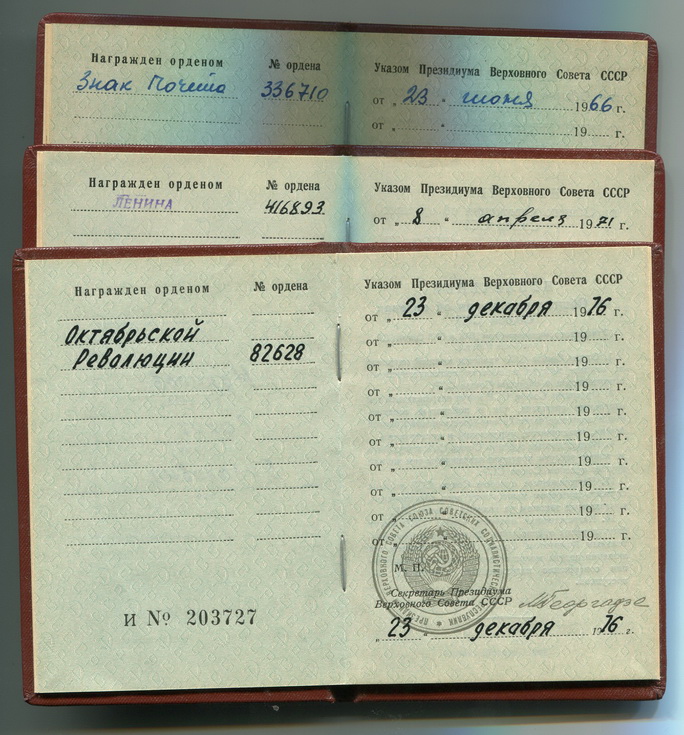 Награжден орденом № ордена Указом Президиума Верховного Совета СССР
Знак Почета 336710 от „ 23 “ июня 1966 г.
от „ “ 19 г.
Награжден орденом № ордена Указом Президиума Верховного Совета СССР
ЛЕНИНА 416893 от „ 8 “ апреля 1971 г.
Награжден орденом № ордена Указом Президиума Верховного Совета СССР
от „ 23 “ декабря 1976 г.
Октябрьской
от „ “ 19 г.
Революции 82628
от „ “ 19 г.
от „ “ 19 г.
от „ “ 19 г.
от „ “ 19 г.
от „ “ 19 г.
от „ “ 19 г.
от „ “ 19 г.
от „ “ 19 г.
М. П.
Секретарь Президиума
Верховного Совета СССР МГеоргадзе
И № 203727
„ 23 “ декабря 1976 г.